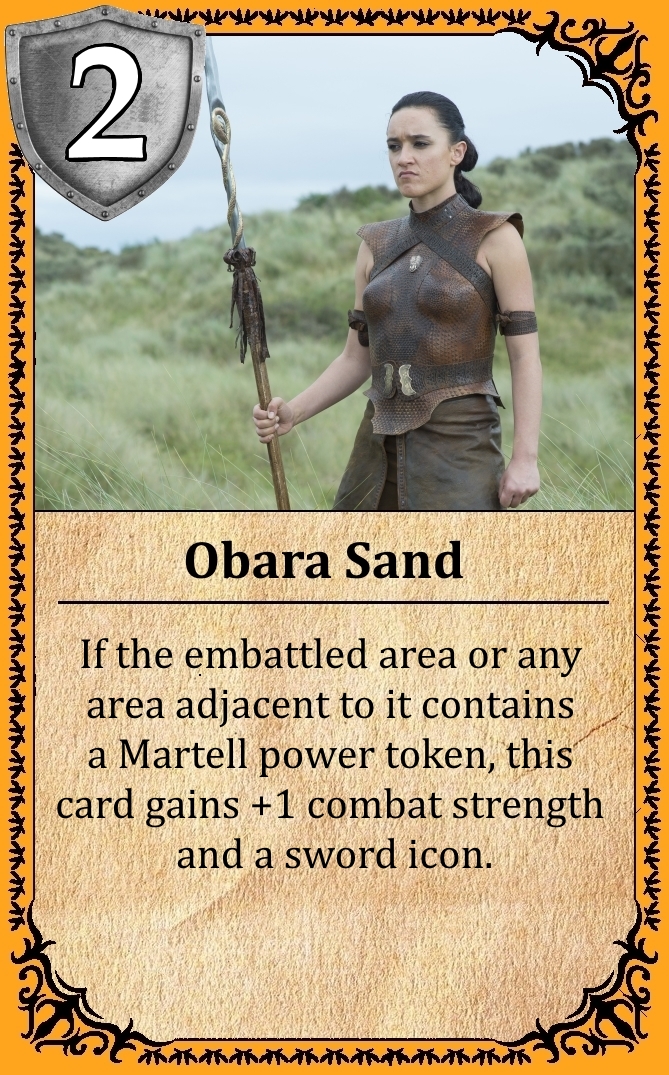 2
Obara Sand
If the embattled area or any
area adjacent to it contains
a Martell power token, this
card gains +1 combat strength
and a sword icon.